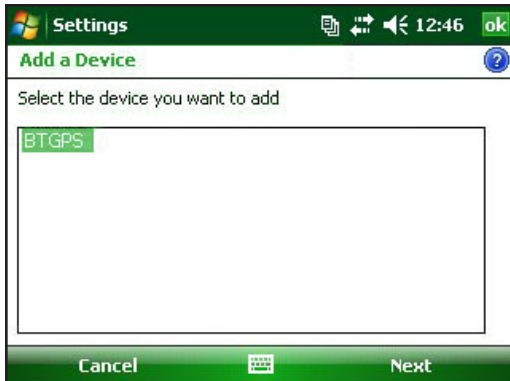 Settings 12:46 ok
Add a Device ?
Select the device you want to add
BTGPS
Cancel Next